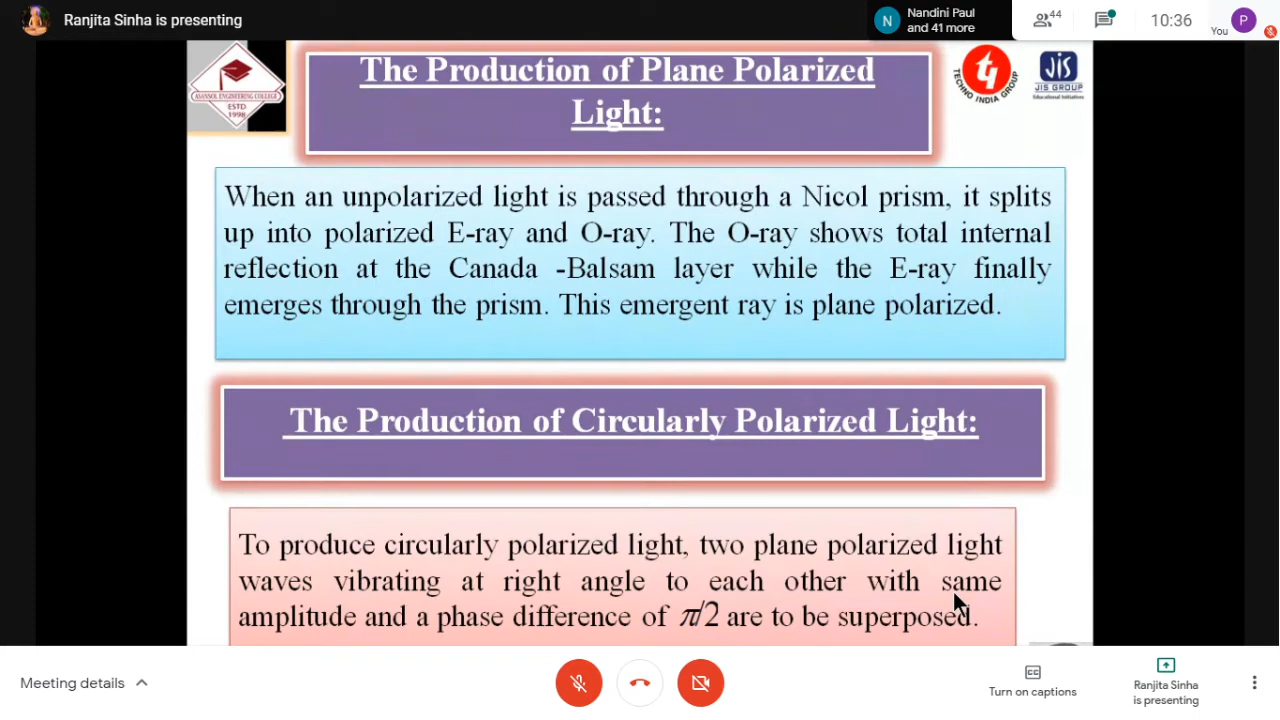 Ranjita Sinha is presenting
N
Nandini Paul
and 41 more
44
10:36
You
P
ASANSOL ENGINEERING COLLEGE
ESTD
1998
The Production of Plane Polarized
Light:
TECHNO INDIA GROUP
JIS
JIS GROUP
Educational Initiatives
When an unpolarized light is passed through a Nicol prism, it splits
up into polarized E-ray and O-ray. The O-ray shows total internal
reflection at the Canada -Balsam layer while the E-ray finally
emerges through the prism. This emergent ray is plane polarized.
The Production of Circularly Polarized Light:
To produce circularly polarized light, two plane polarized light
waves vibrating at right angle to each other with same
amplitude and a phase difference of π/2 are to be superposed.
Meeting details
CC
Turn on captions
Ranjita Sinha
is presenting